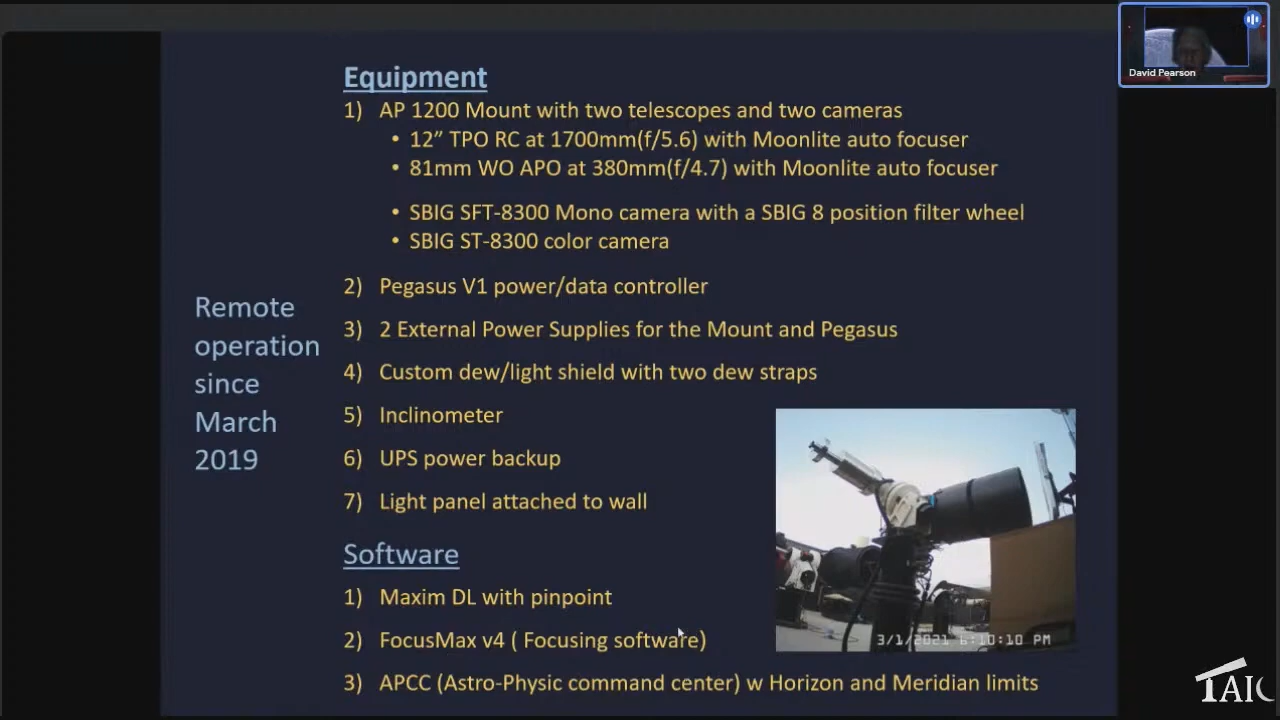 David Pearson
Equipment
1) AP 1200 Mount with two telescopes and two cameras
• 12” TPO RC at 1700mm(f/5.6) with Moonlite auto focuser
• 81mm WO APO at 380mm(f/4.7) with Moonlite auto focuser
• SBIG SFT-8300 Mono camera with a SBIG 8 position filter wheel
• SBIG ST-8300 color camera
2) Pegasus V1 power/data controller
3) 2 External Power Supplies for the Mount and Pegasus
4) Custom dew/light shield with two dew straps
5) Inclinometer
6) UPS power backup
7) Light panel attached to wall
Remote
operation
since
March
2019
Software
1) Maxim DL with pinpoint
2) FocusMax v4 ( Focusing software)
3) APCC (Astro-Physic command center) w Horizon and Meridian limits
3/1/2021 6:10:10 PM
TAIC